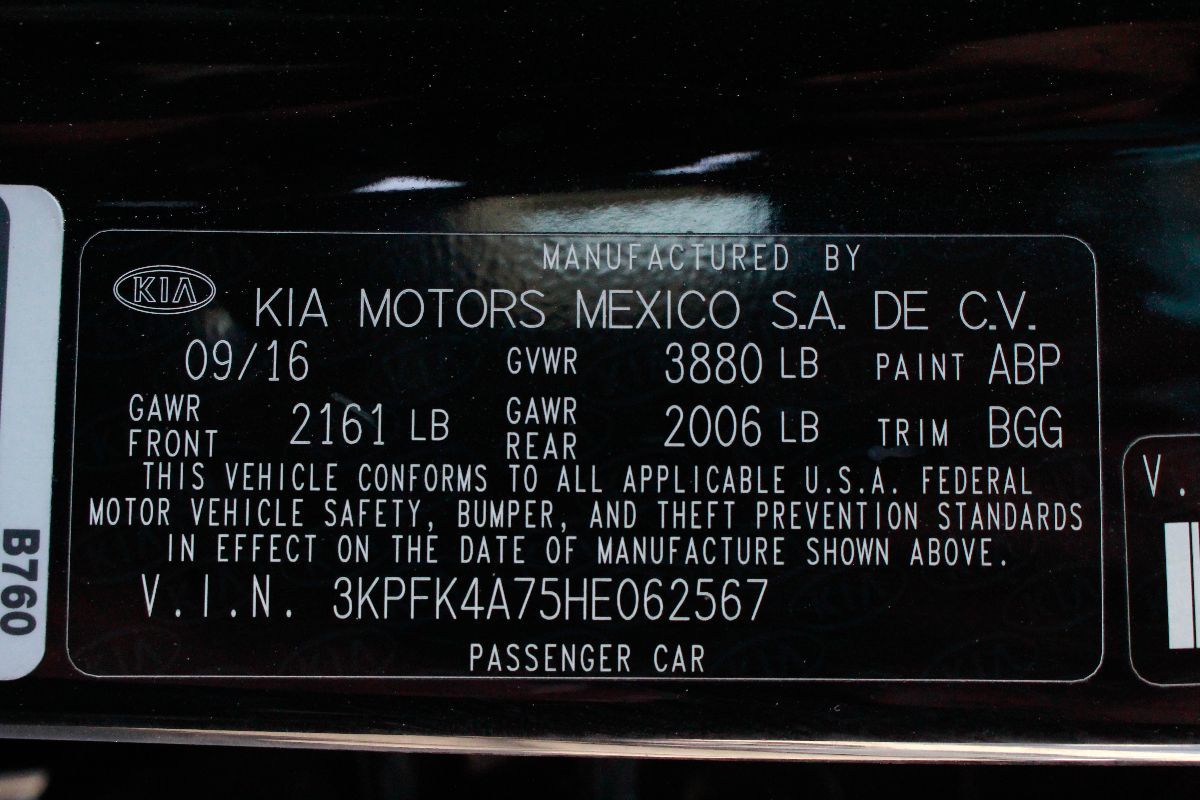 MANUFACTURED BY
KIA
KIA MOTORS MEXICO S.A. DE C.V.
09/16 GVWR 3880 LB PAINT ABP
GAWR FRONT 2161 LB GAWR REAR 2006 LB TRIM BGG
THIS VEHICLE CONFORMS TO ALL APPLICABLE U.S.A. FEDERAL
MOTOR VEHICLE SAFETY, BUMPER, AND THEFT PREVENTION STANDARDS
IN EFFECT ON THE DATE OF MANUFACTURE SHOWN ABOVE.
V.I.N. 3KPFK4A75HE062567
PASSENGER CAR
B760
V.